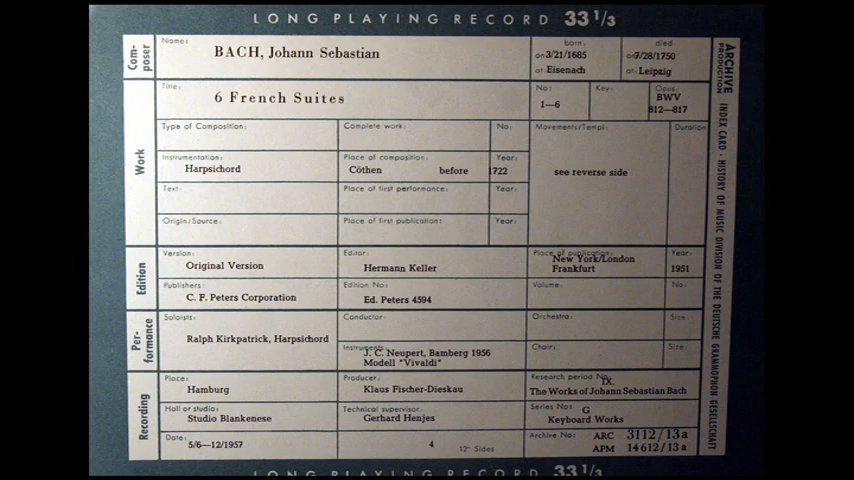 LONG PLAYING RECORD 33 1/3
Com-
poser
Name:
BACH, Johann Sebastian
born:
on 3/21/1685
at: Eisenach
died
on 7/28/1750
at: Leipzig
Work
Title:
6 French Suites
No:
1—6
Key:
Opus:
BWV
812—817
Type of Composition:
Complete work:
No:
Movements/Tempi:
Duration
Instrumentation:
Harpsichord
Place of composition:
Cöthen before
Year:
1722
see reverse side
Text:
Place of first performance:
Year:
Origin/Source:
Place of first publication:
Year:
Edition
Version:
Original Version
Editor:
Hermann Keller
Place of publication:
New York/London
Frankfurt
Year:
1951
Publishers:
C. F. Peters Corporation
Edition No:
Ed. Peters 4594
Volume:
No:
Per-
formance
Soloists:
Ralph Kirkpatrick, Harpsichord
Conductor:
Orchestra:
Size:
Instruments:
J. C. Neupert, Bamberg 1956
Modell "Vivaldi"
Choir:
Size:
Recording
Place:
Hamburg
Producer:
Klaus Fischer-Dieskau
Research period No:
IX.
The Works of Johann Sebastian Bach
Hall or studio:
Studio Blankenese
Technical supervisor:
Gerhard Henjes
Series No:
G
Keyboard Works
Date:
5/6—12/1957
4
12" Sides
Archive No:
ARC 3112/13a
APM 14612/13a
ARCHIVE
PRODUCTION
INDEX CARD - HISTORY OF MUSIC DIVISION OF THE DEUTSCHE GRAMMOPHON GESELLSCHAFT
LONG PLAYING RECORD 33 1/3